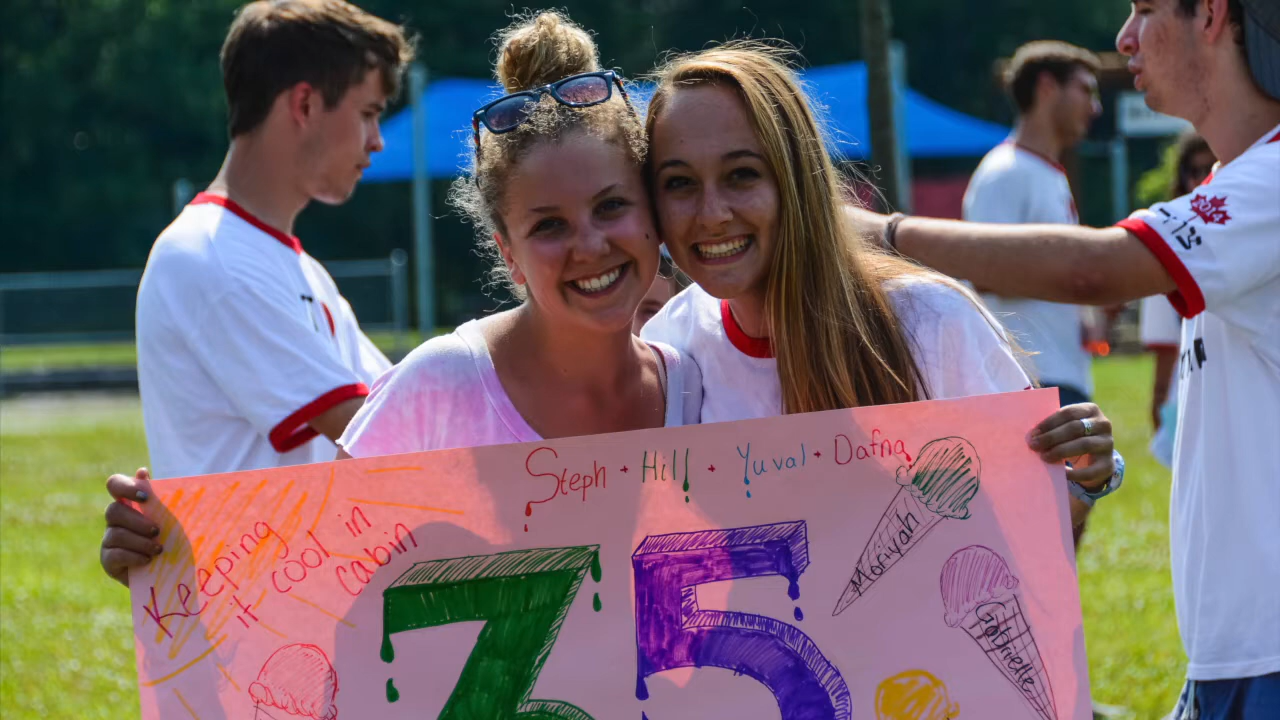 Steph + Hill + Yuval + Dafna
Keeping
it cool in
cabin
35
Moriyah
Gabrielle